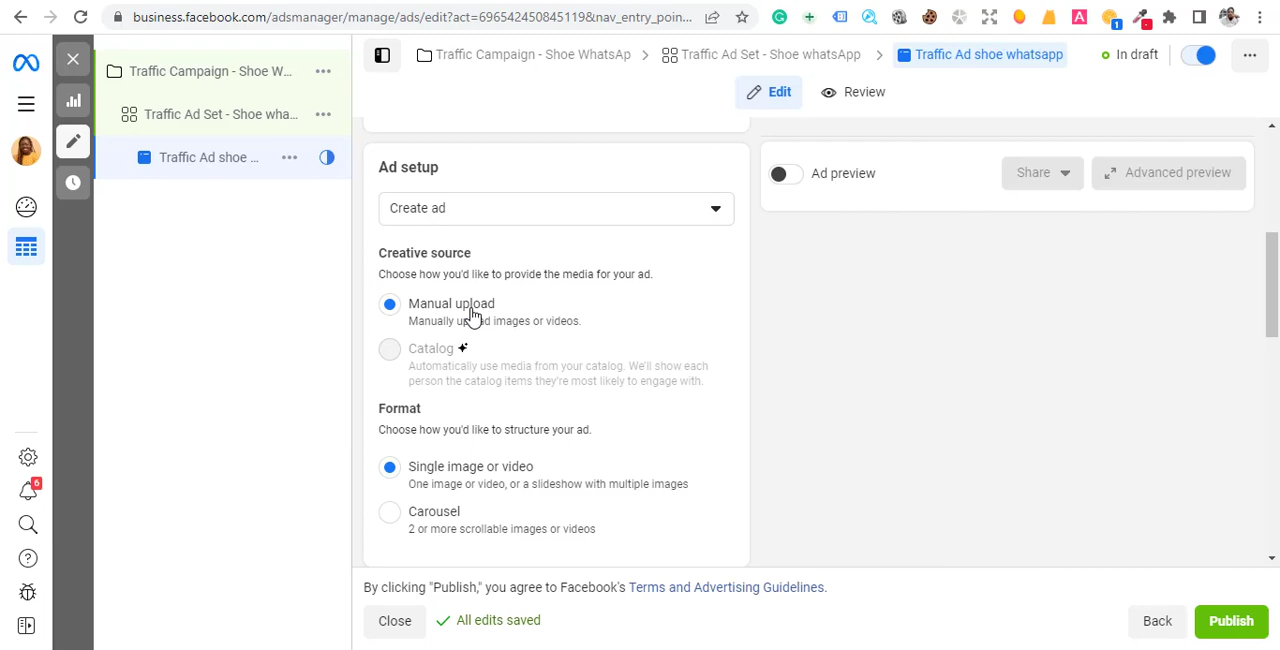 business.facebook.com/adsmanager/manage/ads/edit?act=696542450845119&nav_entry_poin...
A
1
Traffic Campaign - Shoe W...
Traffic Ad Set - Shoe wha...
Traffic Ad shoe ...
Traffic Campaign - Shoe WhatsAp
Traffic Ad Set - Shoe whatsApp
Traffic Ad shoe whatsapp
In draft
Edit
Review
Ad setup
Create ad
Creative source
Choose how you'd like to provide the media for your ad.
Manual upload
Manually upload images or videos.
Catalog
Automatically use media from your catalog. We'll show each
person the catalog items they're most likely to engage with.
Format
Choose how you'd like to structure your ad.
Single image or video
One image or video, or a slideshow with multiple images
Carousel
2 or more scrollable images or videos
Ad preview
Share
Advanced preview
6
By clicking "Publish," you agree to Facebook's Terms and Advertising Guidelines.
Close
All edits saved
Back
Publish